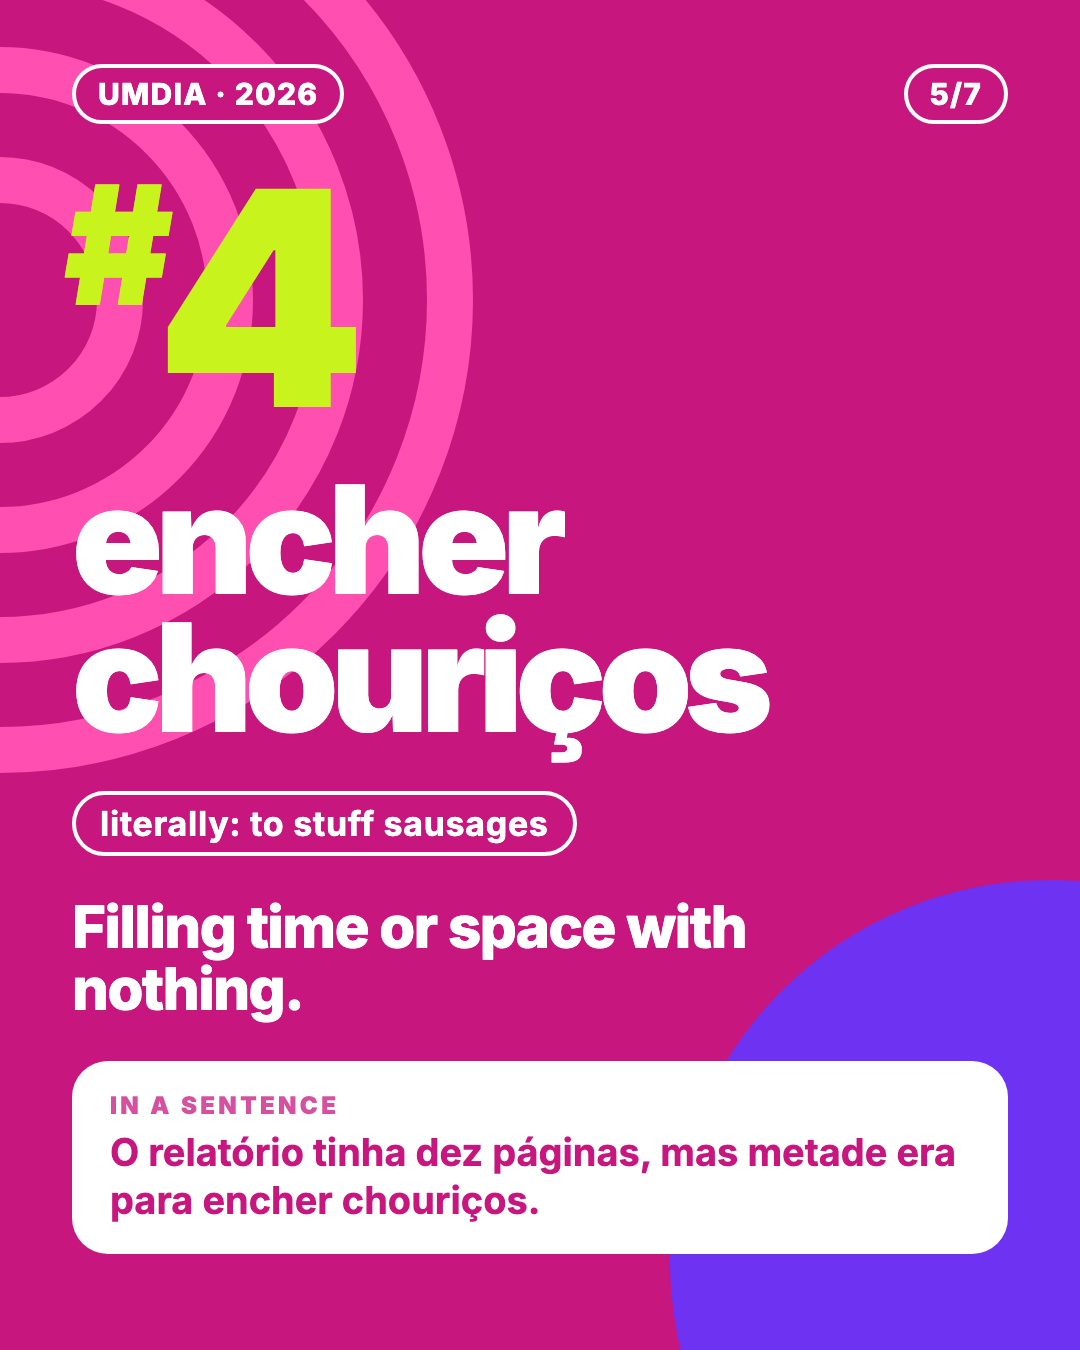 UMDIA · 2026
5/7
#4
encher
chouriços
literally: to stuff sausages
Filling time or space with
nothing.
IN A SENTENCE
O relatório tinha dez páginas, mas metade era
para encher chouriços.